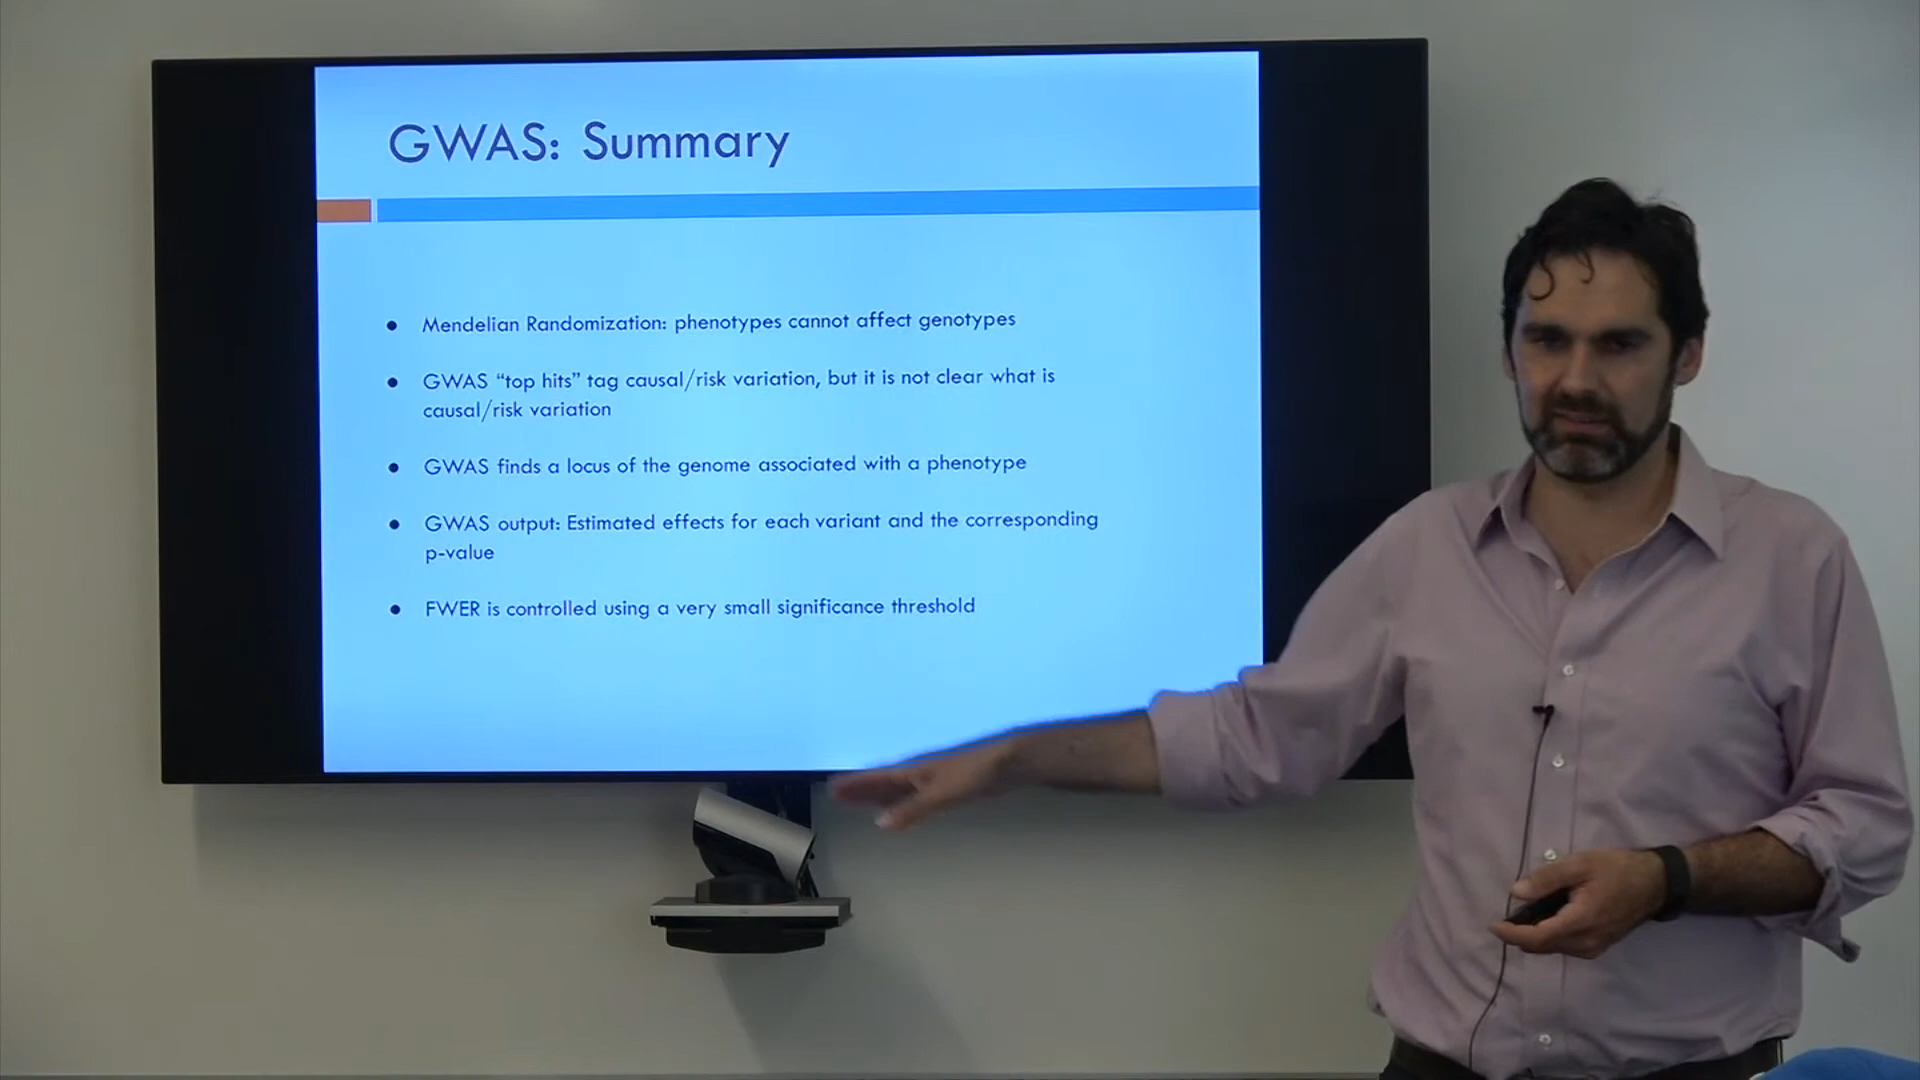 GWAS: Summary
● Mendelian Randomization: phenotypes cannot affect genotypes
● GWAS “top hits” tag causal/risk variation, but it is not clear what is
causal/risk variation
● GWAS finds a locus of the genome associated with a phenotype
● GWAS output: Estimated effects for each variant and the corresponding
p-value
● FWER is controlled using a very small significance threshold